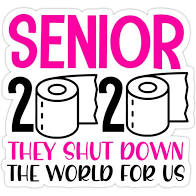 SENIOR
2020
THEY SHUT DOWN
THE WORLD FOR US